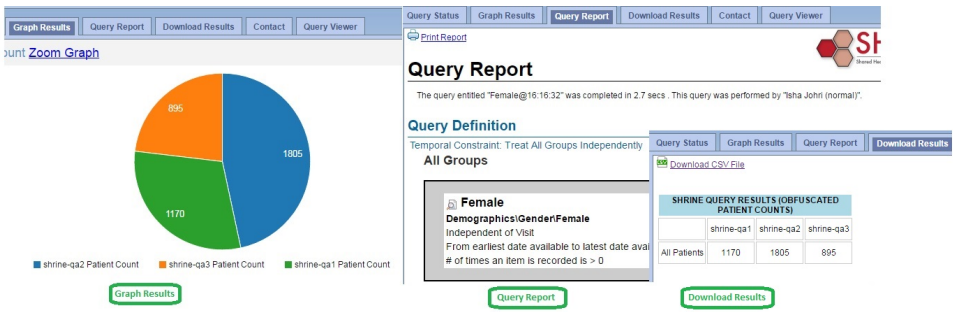 Graph Results Query Report Download Results Contact Query Viewer
ount Zoom Graph
895
1805
1170
shrine-qa2 Patient Count shrine-qa3 Patient Count shrine-qa1 Patient Count
Graph Results
Query Status Graph Results Query Report Download Results Contact Query Viewer
Print Report
SH
Shared Hea
Query Report
The query entitled "Female@16:16:32" was completed in 2.7 secs . This query was performed by "Isha Johri (normal)".
Query Definition
Temporal Constraint: Treat All Groups Independently
All Groups
Female
Demographics\Gender\Female
Independent of Visit
From earliest date available to latest date avai
# of times an item is recorded is > 0
Query Report
Query Status Graph Results Query Report Download Results
Download CSV File
SHRINE QUERY RESULTS (OBFUSCATED
PATIENT COUNTS)
shrine-qa1 shrine-qa2 shrine-qa3
All Patients 1170 1805 895
Download Results